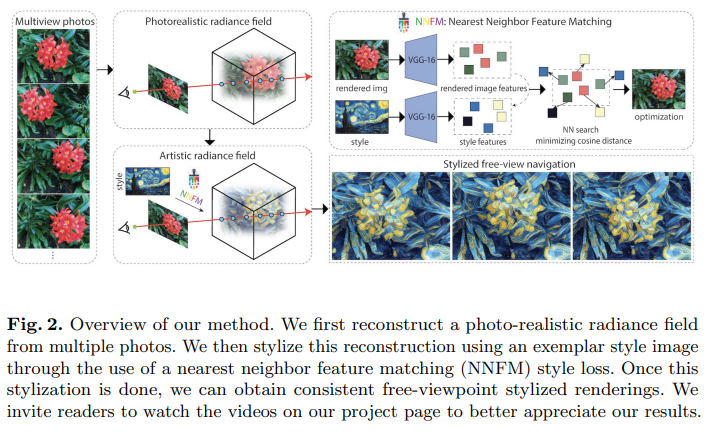 Multiview photos
Photorealistic radiance field
NNFM: Nearest Neighbor Feature Matching
VGG-16
rendered img
rendered image features
VGG-16
style
style features
NN search
minimizing cosine distance
optimization
Artistic radiance field
style
NNFM
Stylized free-view navigation
Fig. 2. Overview of our method. We first reconstruct a photo-realistic radiance field
from multiple photos. We then stylize this reconstruction using an exemplar style image
through the use of a nearest neighbor feature matching (NNFM) style loss. Once this
stylization is done, we can obtain consistent free-viewpoint stylized renderings. We
invite readers to watch the videos on our project page to better appreciate our results.